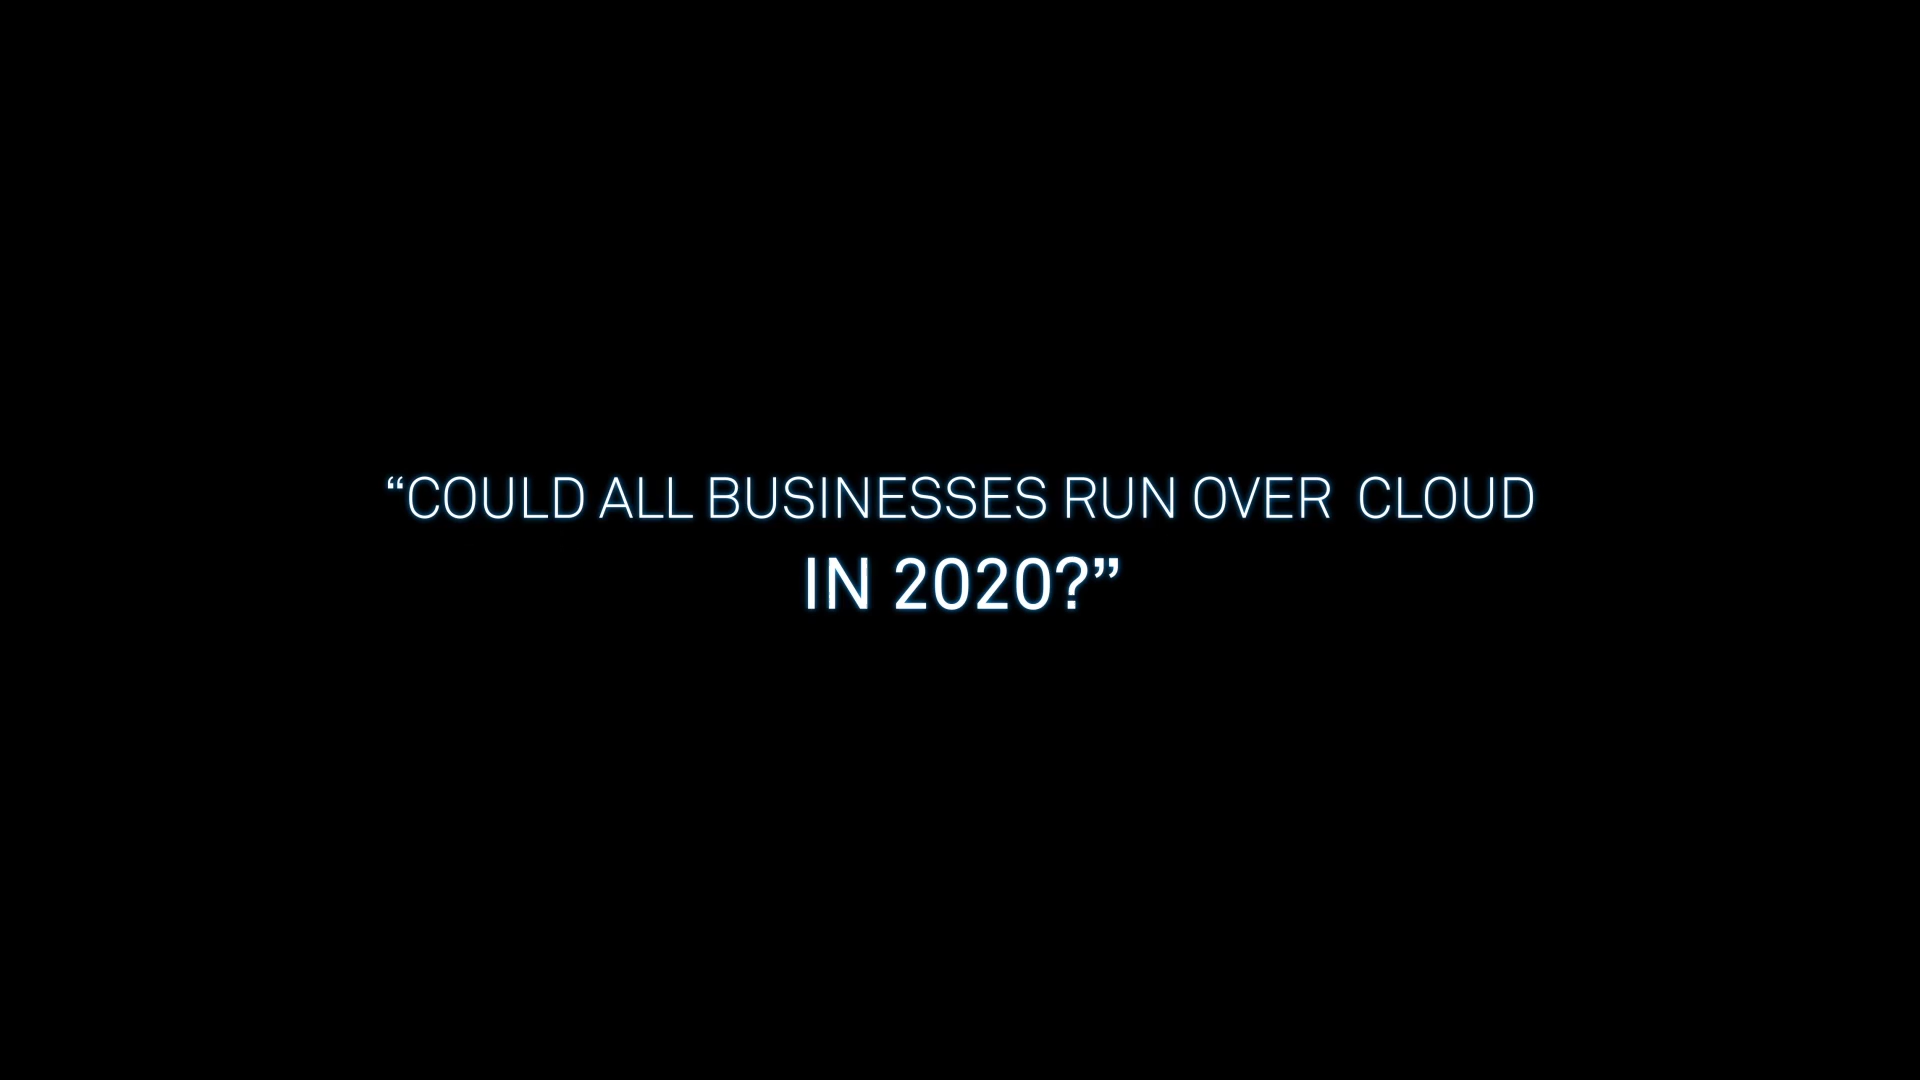 “COULD ALL BUSINESSES RUN OVER  CLOUD
IN 2020?”